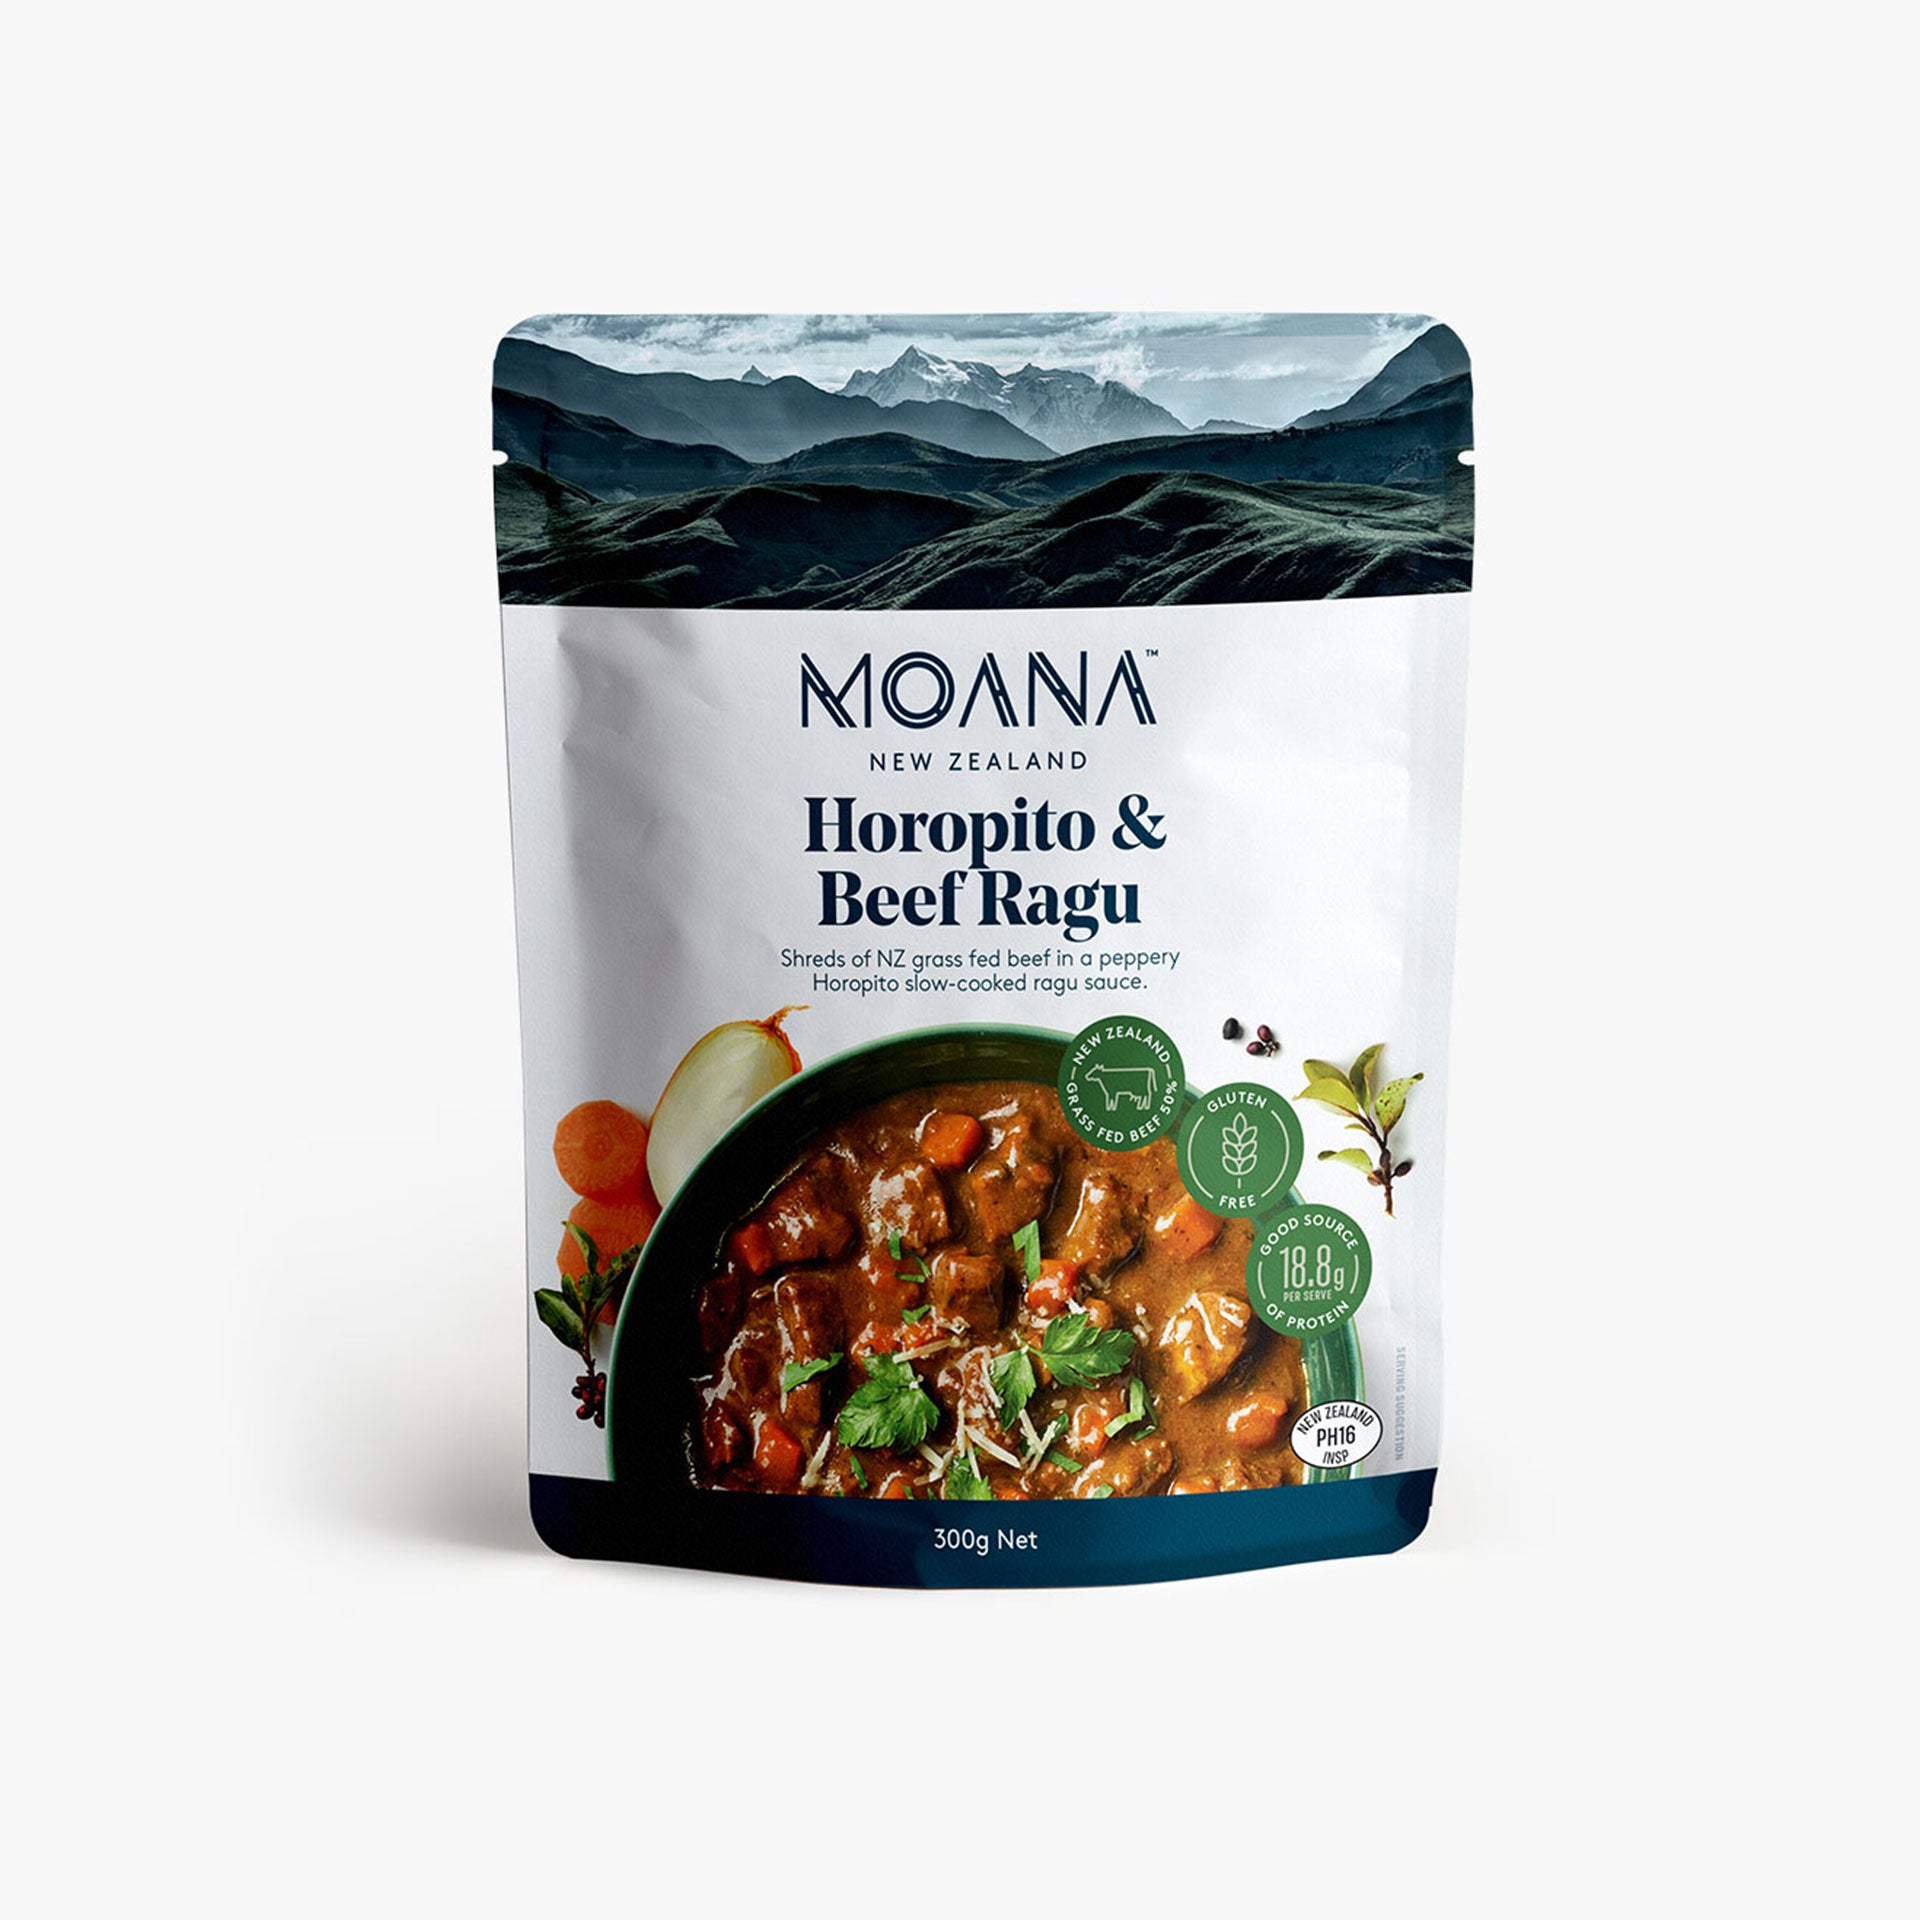 MOANA™
NEW ZEALAND
Horopito &
Beef Ragu
Shreds of NZ grass fed beef in a peppery
Horopito slow-cooked ragu sauce.
NEW ZEALAND
GRASS FED BEEF 50%
GLUTEN
FREE
GOOD SOURCE
18.8g
PER SERVE
OF PROTEIN
SERVING SUGGESTION
NEW ZEALAND
PH16
INSP
300g Net